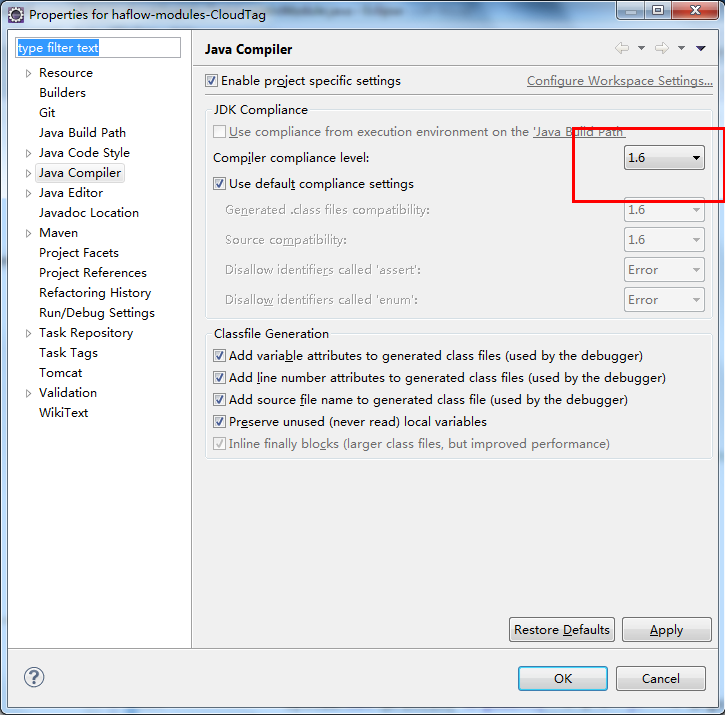 Properties for haflow-modules-CloudTag
type filter text
Resource
Builders
Git
Java Build Path
Java Code Style
Java Compiler
Java Editor
Javadoc Location
Maven
Project Facets
Project References
Refactoring History
Run/Debug Settings
Task Repository
Task Tags
Tomcat
Validation
WikiText
Java Compiler
Enable project specific settings
Configure Workspace Settings...
JDK Compliance
Use compliance from execution environment on the 'Java Build Path'
Compiler compliance level:
1.6
Use default compliance settings
Generated .class files compatibility:
1.6
Source compatibility:
1.6
Disallow identifiers called 'assert':
Error
Disallow identifiers called 'enum':
Error
Classfile Generation
Add variable attributes to generated class files (used by the debugger)
Add line number attributes to generated class files (used by the debugger)
Add source file name to generated class file (used by the debugger)
Preserve unused (never read) local variables
Inline finally blocks (larger class files, but improved performance)
Restore Defaults
Apply
?
OK
Cancel